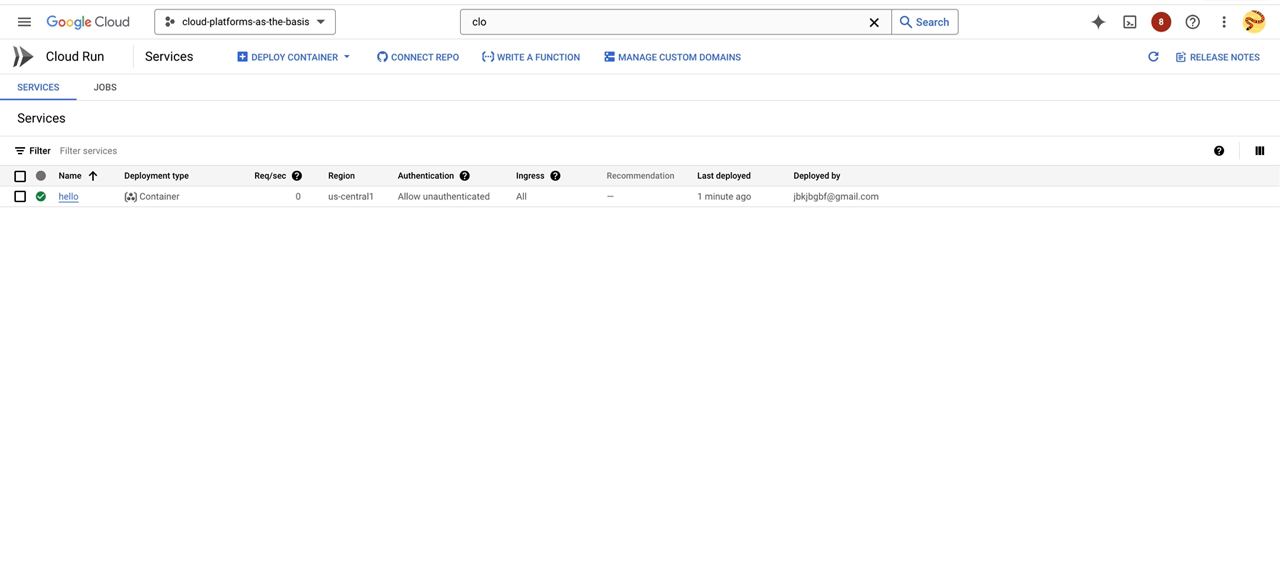 Google Cloud cloud-platforms-as-the-basis clo Search 8
Cloud Run Services DEPLOY CONTAINER CONNECT REPO WRITE A FUNCTION MANAGE CUSTOM DOMAINS RELEASE NOTES
SERVICES JOBS
Services
Filter Filter services
Name Deployment type Req/sec Region Authentication Ingress Recommendation Last deployed Deployed by
hello Container 0 us-central1 Allow unauthenticated All — 1 minute ago jbkjbgbf@gmail.com